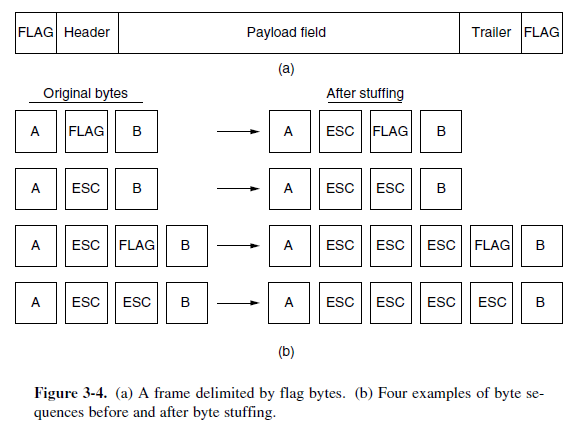 FLAG Header Payload field Trailer FLAG
(a)
Original bytes After stuffing
A FLAG B A ESC FLAG B
A ESC B A ESC ESC B
A ESC FLAG B A ESC ESC ESC FLAG B
A ESC ESC B A ESC ESC ESC ESC B
(b)
Figure 3-4. (a) A frame delimited by flag bytes. (b) Four examples of byte se-
quences before and after byte stuffing.